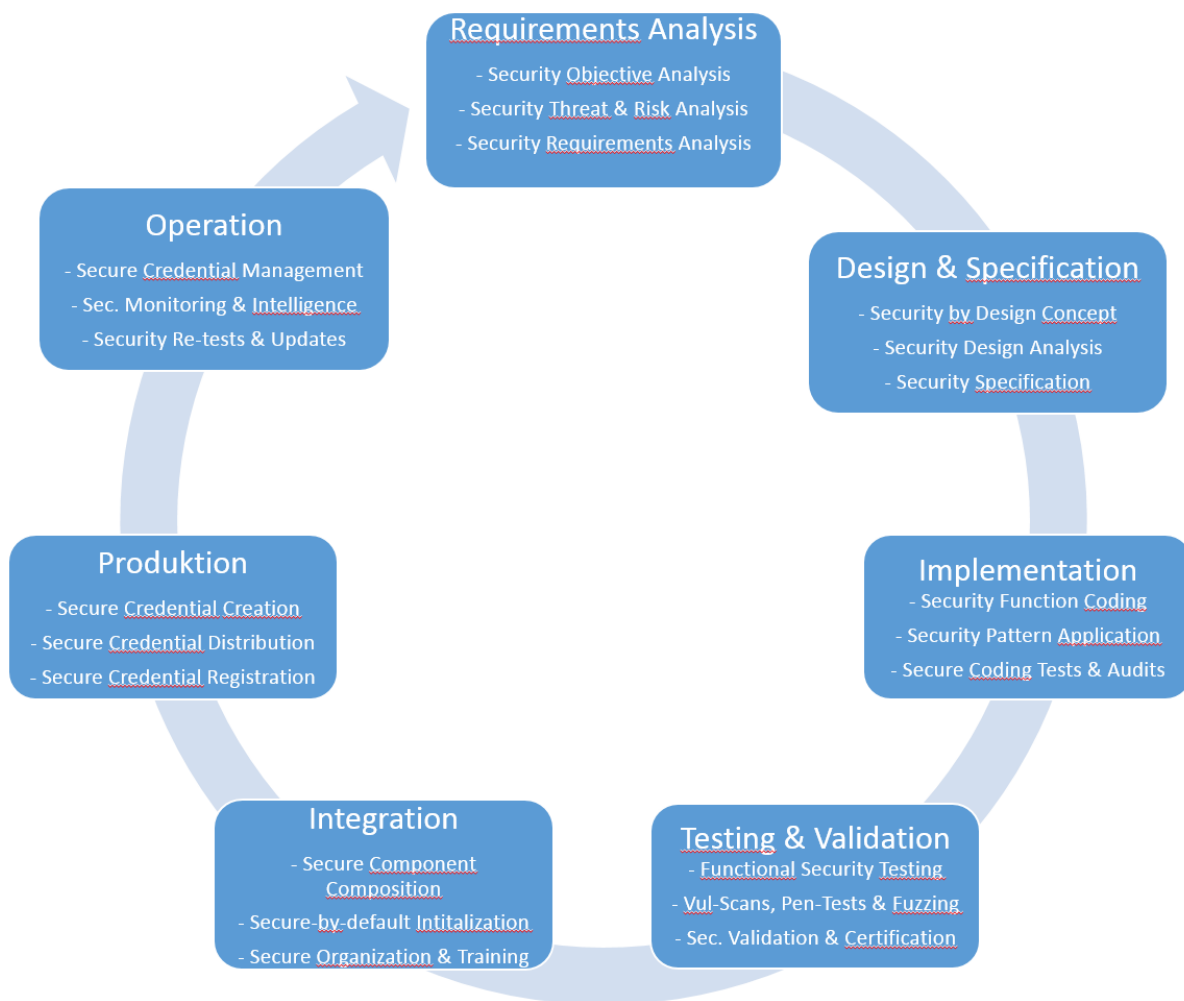 Requirements Analysis
- Security Objective Analysis
- Security Threat & Risk Analysis
- Security Requirements Analysis
Design & Specification
- Security by Design Concept
- Security Design Analysis
- Security Specification
Implementation
- Security Function Coding
- Security Pattern Application
- Secure Coding Tests & Audits
Testing & Validation
- Functional Security Testing
- Vul-Scans, Pen-Tests & Fuzzing
- Sec. Validation & Certification
Integration
- Secure Component
Composition
- Secure-by-default Intitalization
- Secure Organization & Training
Produktion
- Secure Credential Creation
- Secure Credential Distribution
- Secure Credential Registration
Operation
- Secure Credential Management
- Sec. Monitoring & Intelligence
- Security Re-tests & Updates